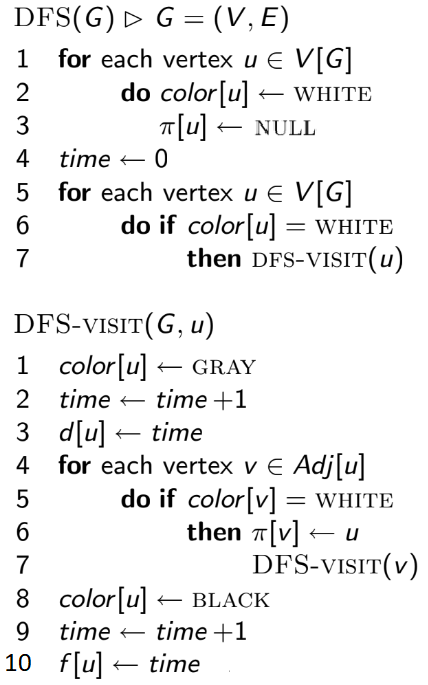 DFS(G) ▷ G = (V, E)
1 for each vertex u ∈ V[G]
2 do color[u] ← WHITE
3 π[u] ← NULL
4 time ← 0
5 for each vertex u ∈ V[G]
6 do if color[u] = WHITE
7 then DFS-VISIT(u)
DFS-VISIT(G, u)
1 color[u] ← GRAY
2 time ← time +1
3 d[u] ← time
4 for each vertex v ∈ Adj[u]
5 do if color[v] = WHITE
6 then π[v] ← u
7 DFS-VISIT(v)
8 color[u] ← BLACK
9 time ← time +1
10 f[u] ← time